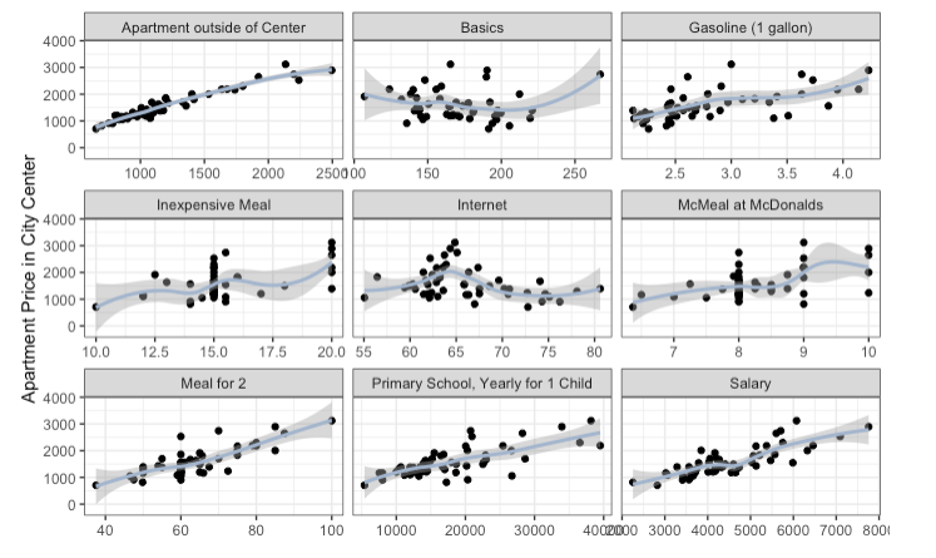 Apartment outside of Center Basics Gasoline (1 gallon)
4000
3000
2000
1000
0
1000 1500 2000 2500 100 150 200 250 2.5 3.0 3.5 4.0
Inexpensive Meal Internet McMeal at McDonalds
4000
3000
2000
1000
0
10.0 12.5 15.0 17.5 20.0 55 60 65 70 75 80 7 8 9 10
Meal for 2 Primary School, Yearly for 1 Child Salary
4000
3000
2000
1000
0
40 60 80 100 10000 20000 30000 40000 2000 3000 4000 5000 6000 7000 8000
Apartment Price in City Center